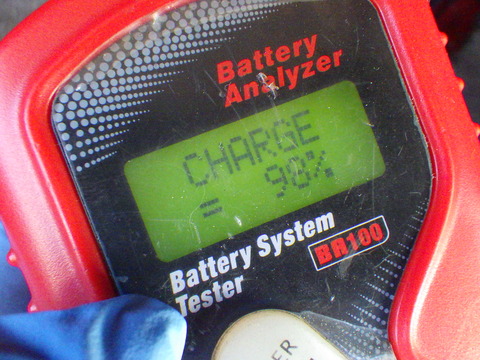 Battery
Analyzer
CHARGE
= 98%
Battery System
Tester
BR100